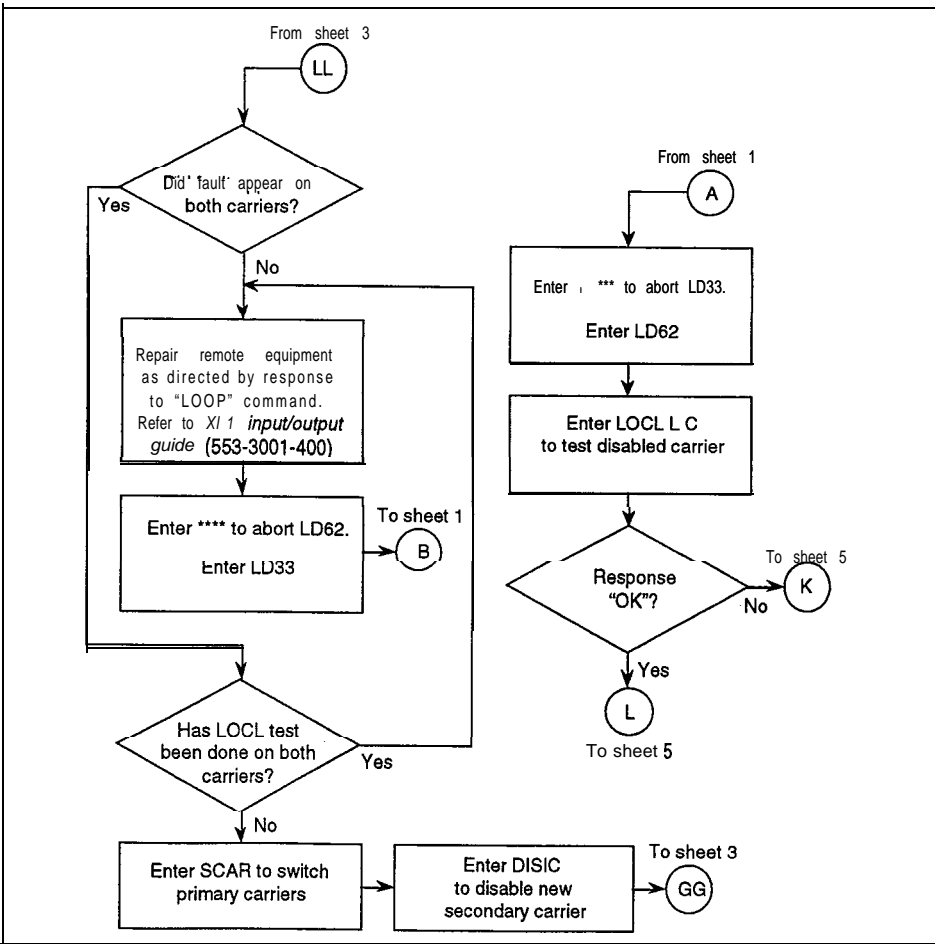 From sheet 3
LL
Did fault appear on
both carriers?
Yes
No
Repair remote equipment
as directed by response
to “LOOP” command.
Refer to XI 1 input/output
guide (553-3001-400)
Enter **** to abort LD62.
Enter LD33
To sheet 1
B
Has LOCL test
been done on both
carriers?
Yes
No
Enter SCAR to switch
primary carriers
Enter DISIC
to disable new
secondary carrier
To sheet 3
GG
From sheet 1
A
Enter *** to abort LD33.
Enter LD62
Enter LOCL L C
to test disabled carrier
Response
“OK”?
To sheet 5
K
No
Yes
L
To sheet 5